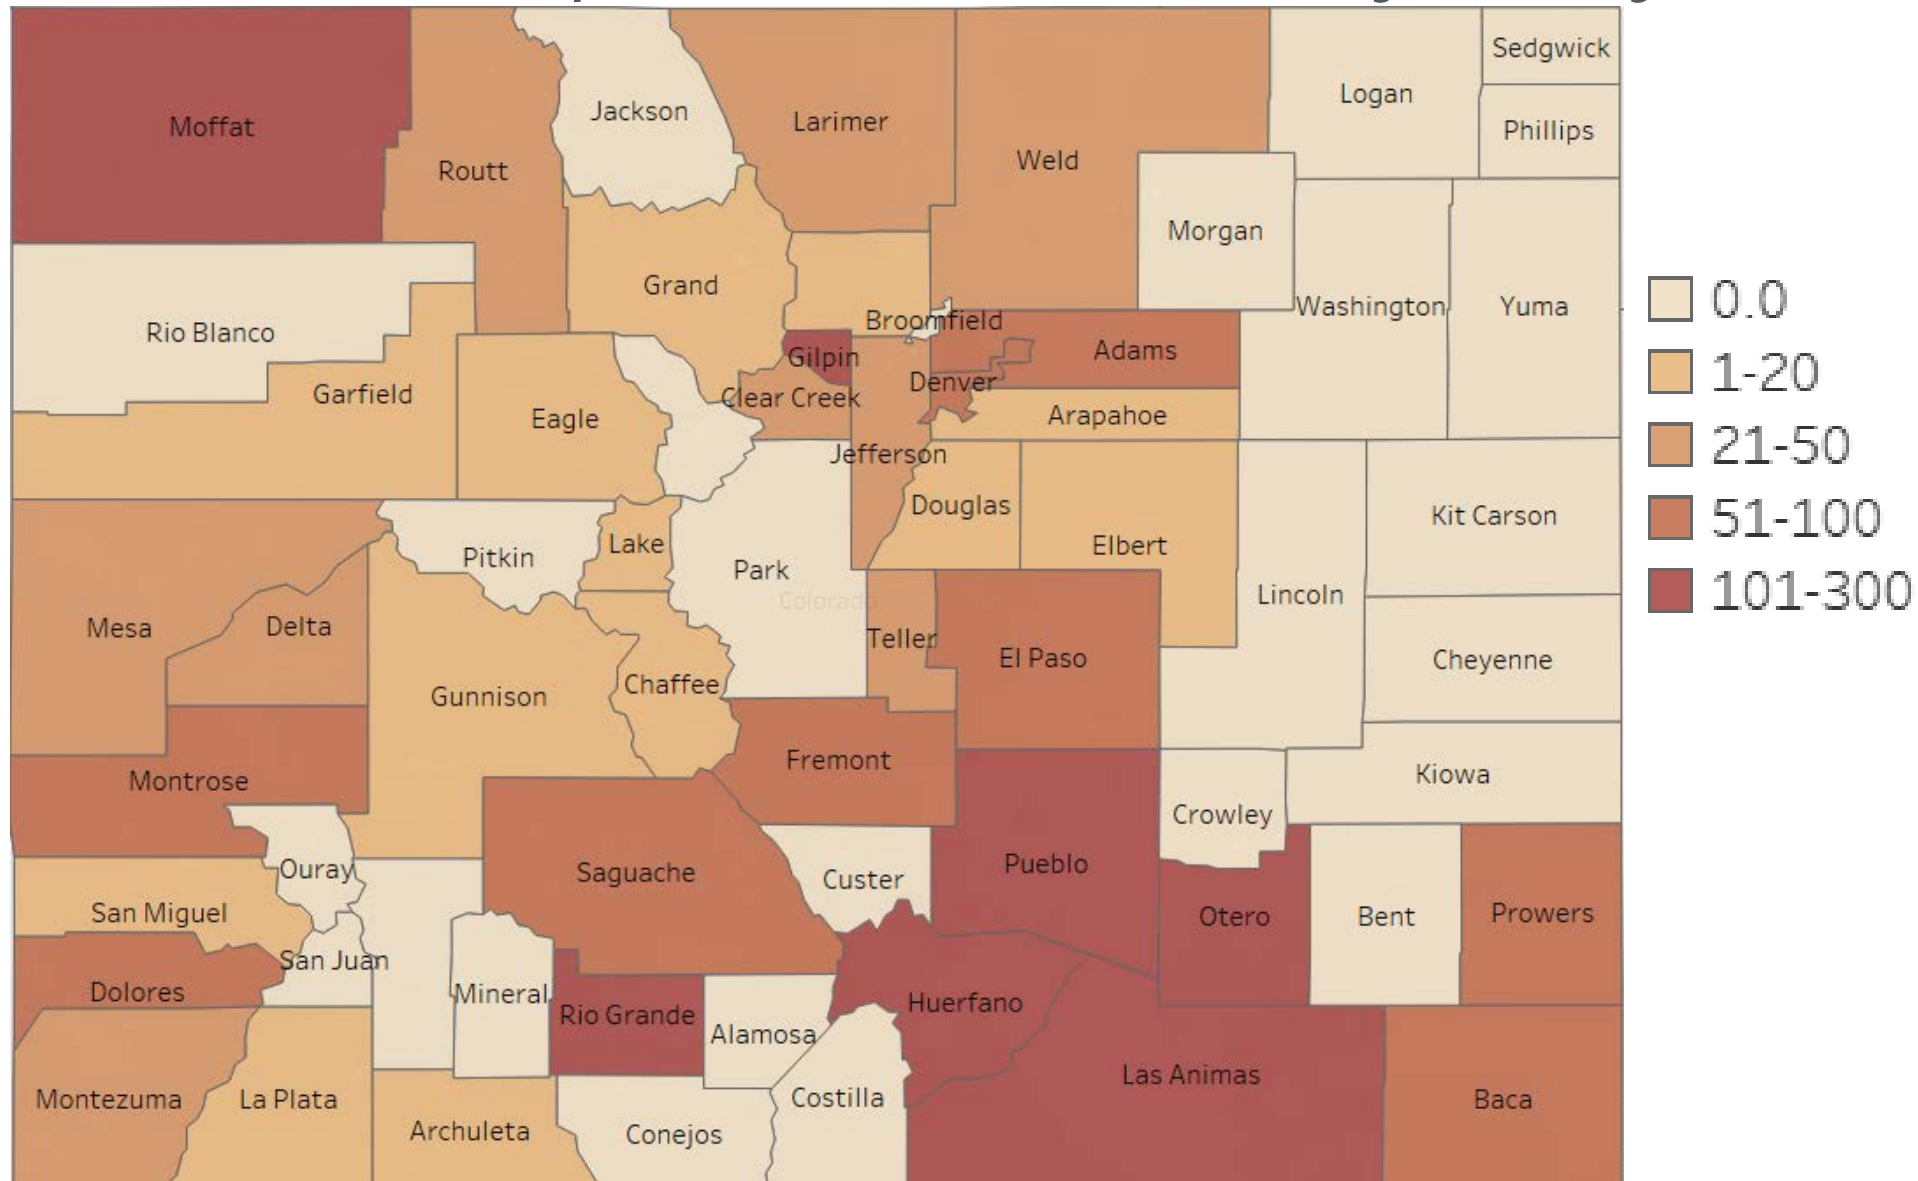 Sedgwick
Logan
Jackson
Larimer
Moffat
Phillips
Weld
Routt
Morgan
Grand
Washington
Yuma
Broomfield
Rio Blanco
Adams
Gilpin
Denver
Garfield
Clear Creek
Arapahoe
Eagle
Jefferson
Douglas
Kit Carson
Lake
Elbert
Pitkin
Park
Lincoln
Colorado
Mesa
Delta
Teller
El Paso
Cheyenne
Chaffee
Gunnison
Fremont
Kiowa
Montrose
Crowley
Pueblo
Ouray
Saguache
Custer
San Miguel
Otero
Bent
Prowers
San Juan
Dolores
Mineral
Huerfano
Rio Grande
Alamosa
Las Animas
Montezuma
La Plata
Costilla
Baca
Archuleta
Conejos
0.0
1-20
21-50
51-100
101-300